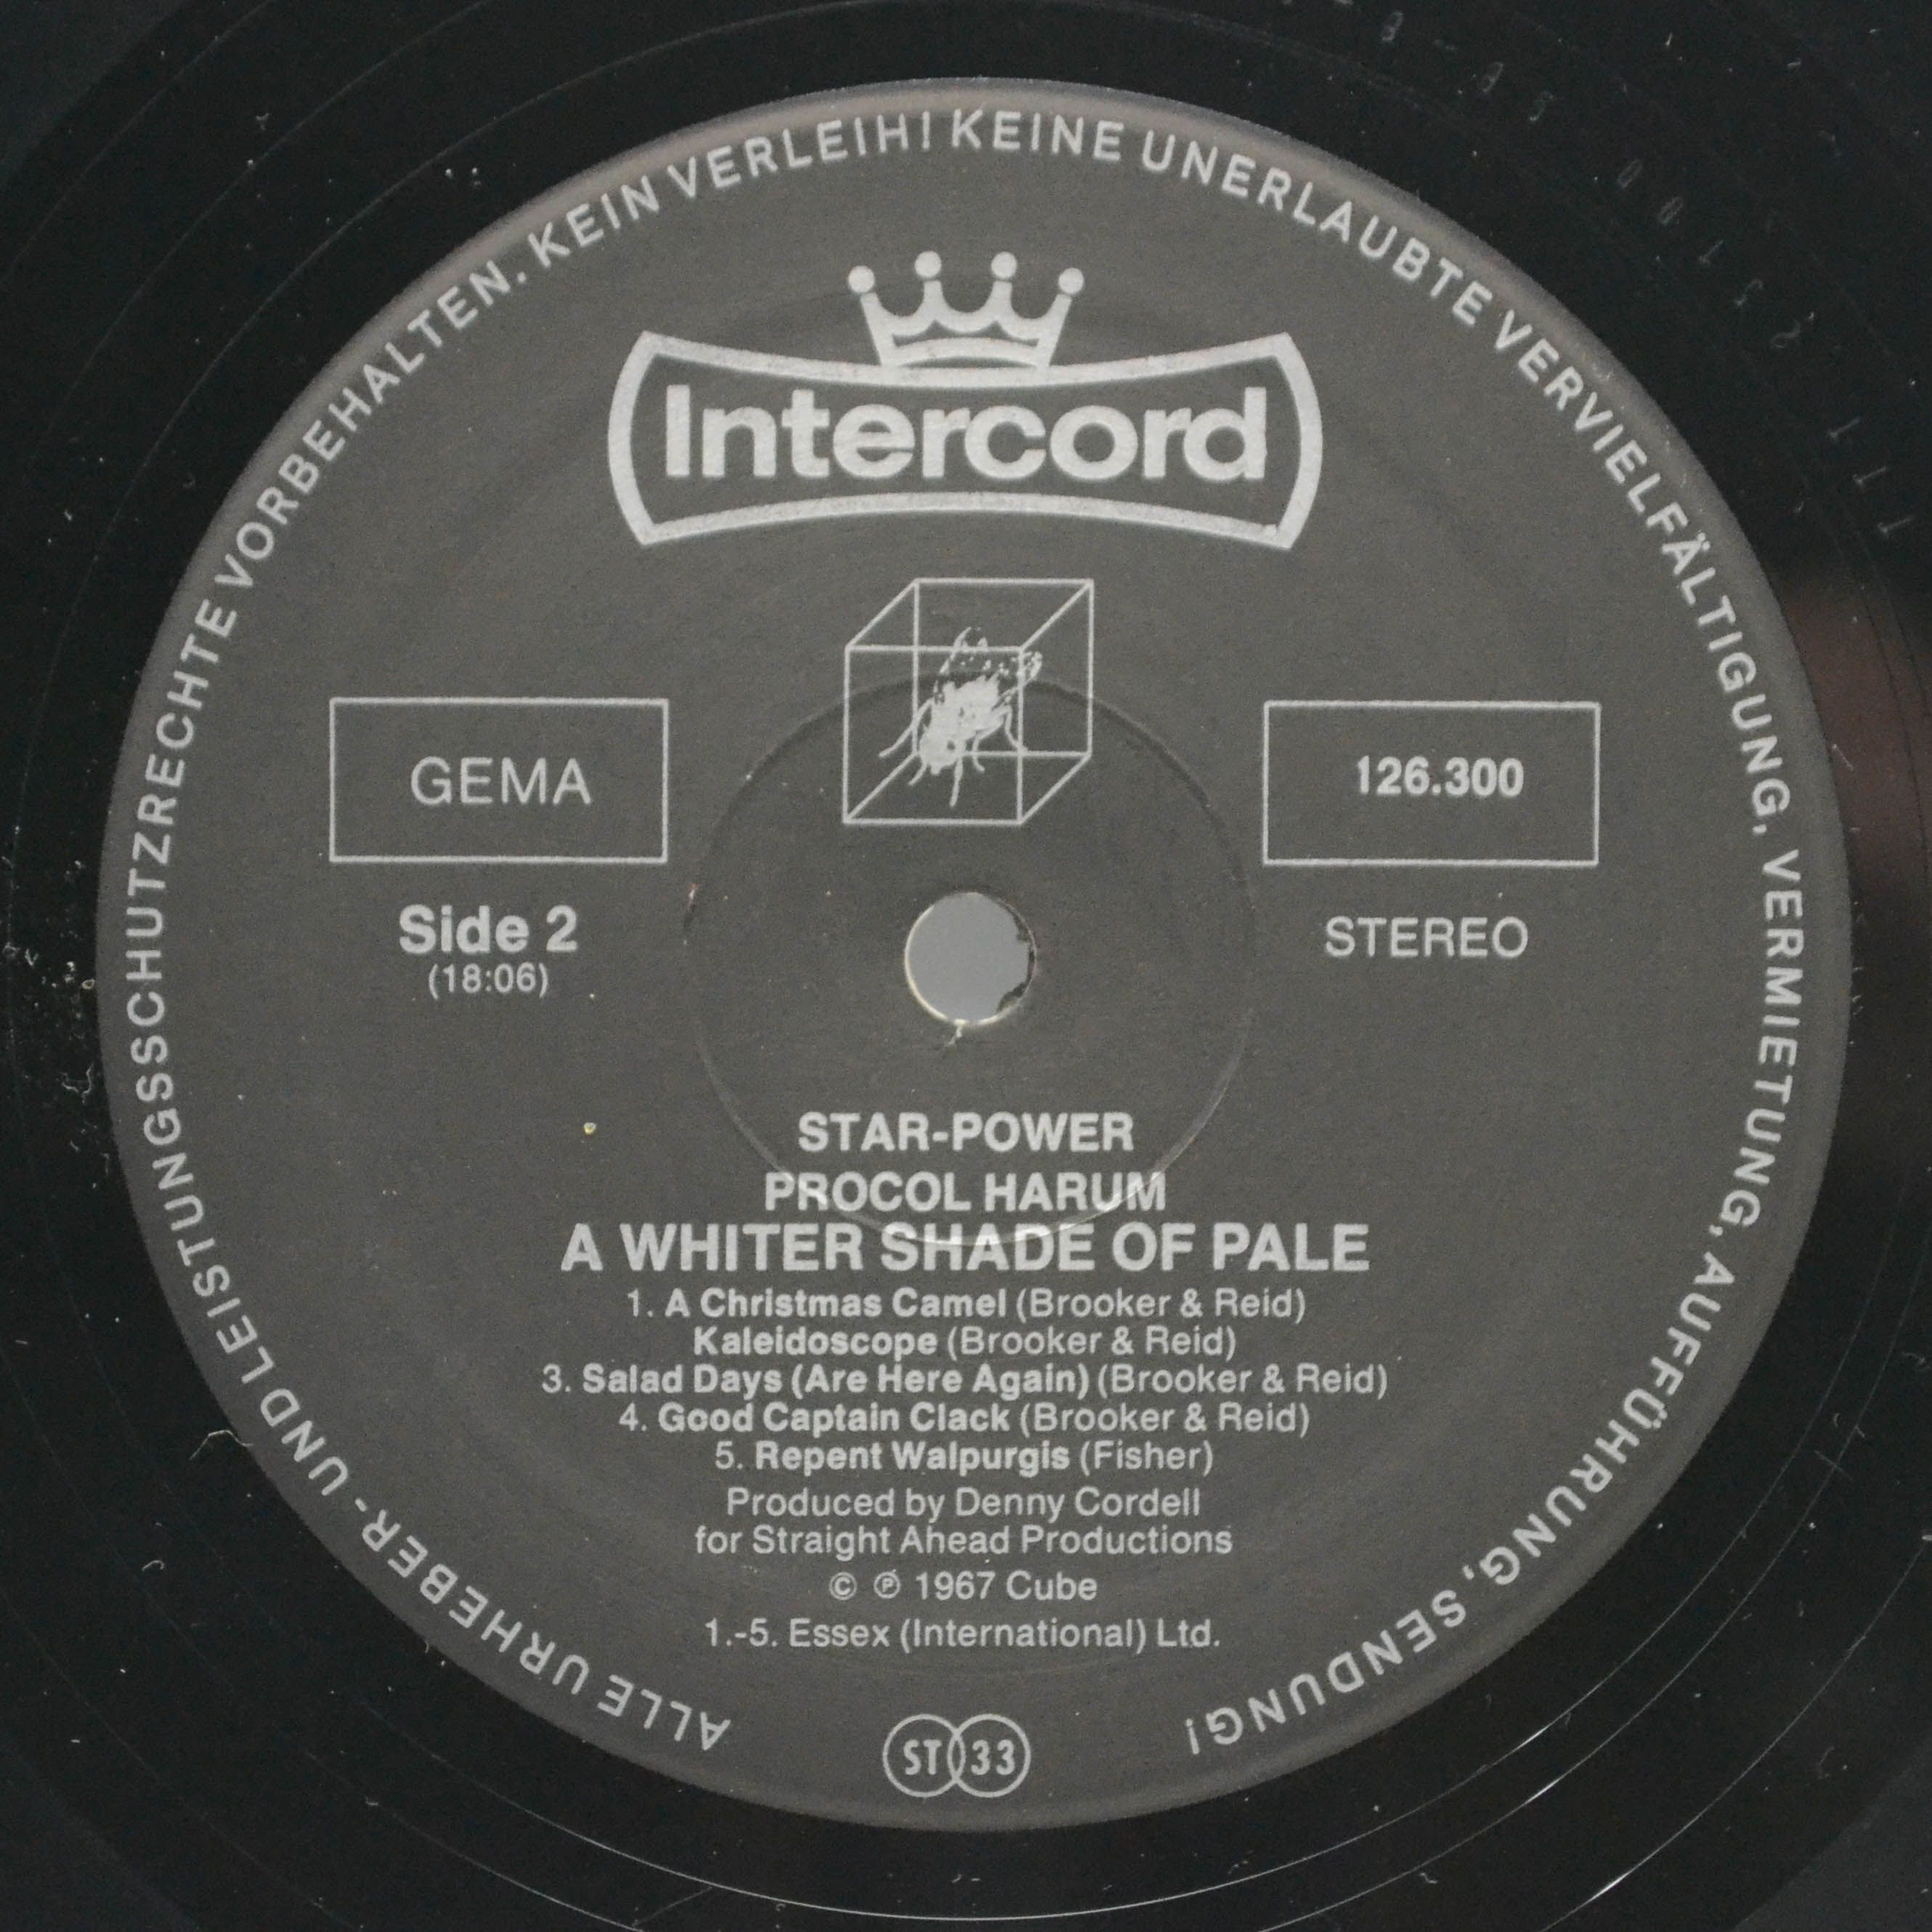 ALLE URHEBER- UND LEISTUNGSSCHUTZRECHTE VORBEHALTEN. KEIN VERLEIH! KEINE UNERLAUBTE VERVIELFÄLTIGUNG, VERMIETUNG, AUFFÜHRUNG, SENDUNG!
Intercord
GEMA
126.300
Side 2
(18:06)
STEREO
STAR-POWER
PROCOL HARUM
A WHITER SHADE OF PALE
1. A Christmas Camel (Brooker & Reid)
Kaleidoscope (Brooker & Reid)
3. Salad Days (Are Here Again) (Brooker & Reid)
4. Good Captain Clack (Brooker & Reid)
5. Repent Walpurgis (Fisher)
Produced by Denny Cordell
for Straight Ahead Productions
© ℗ 1967 Cube
1.-5. Essex (International) Ltd.
ST 33